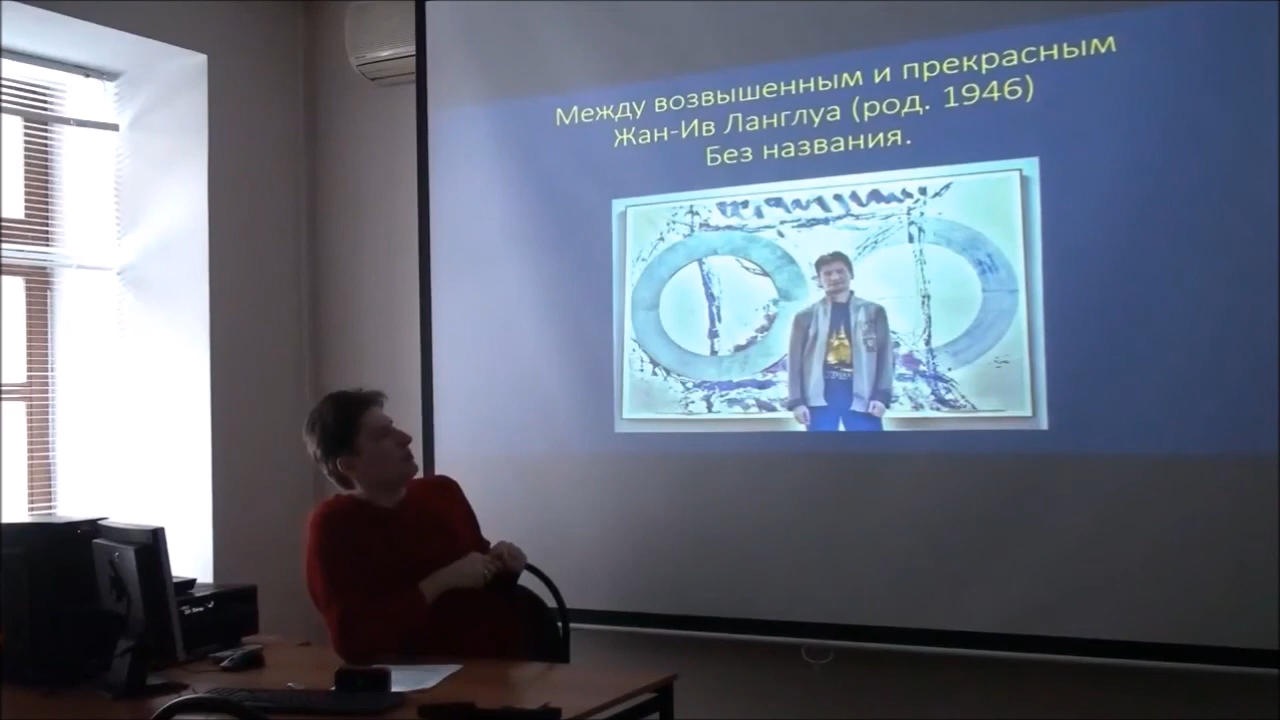 Между возвышенным и прекрасным
Жан-Ив Ланглуа (род. 1946)
Без названия.